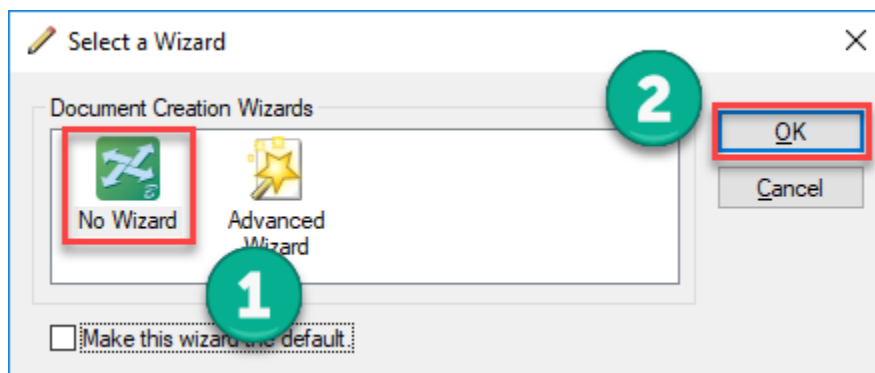 Select a Wizard
Document Creation Wizards
2
OK
Cancel
No Wizard
Advanced
Wizard
1
Make this wizard the default.